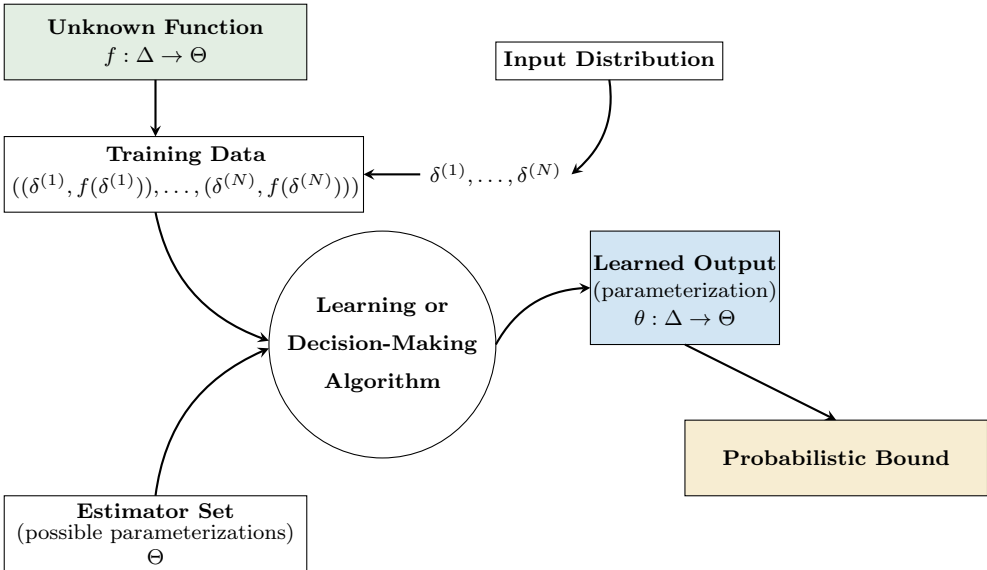 Unknown Function
f : Δ → Θ
Input Distribution
Training Data
((δ^(1), f(δ^(1))), . . . , (δ^(N), f(δ^(N))))
δ^(1), . . . , δ^(N)
Learning or
Decision-Making
Algorithm
Learned Output
(parameterization)
θ : Δ → Θ
Probabilistic Bound
Estimator Set
(possible parameterizations)
Θ